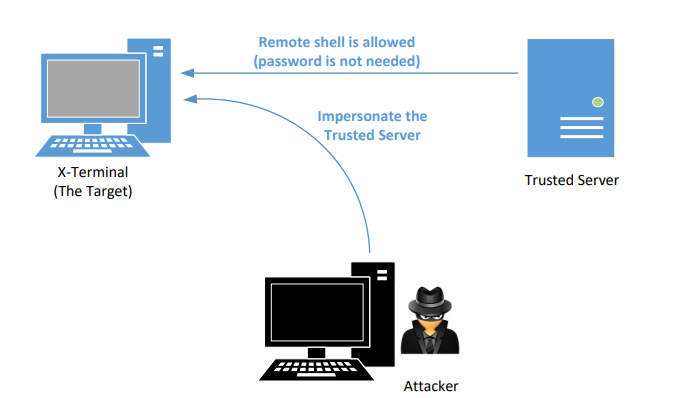 Remote shell is allowed
(password is not needed)
Impersonate the
Trusted Server
X-Terminal
(The Target)
Trusted Server
Attacker